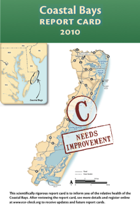 Coastal Bays
REPORT CARD
2010
C
NEEDS
IMPROVEMENT
This scientifically rigorous report card is to inform you of the relative health of the
Coastal Bays. After reviewing the report card, see more details and register online
at www.eco-check.org to receive updates and future report cards.